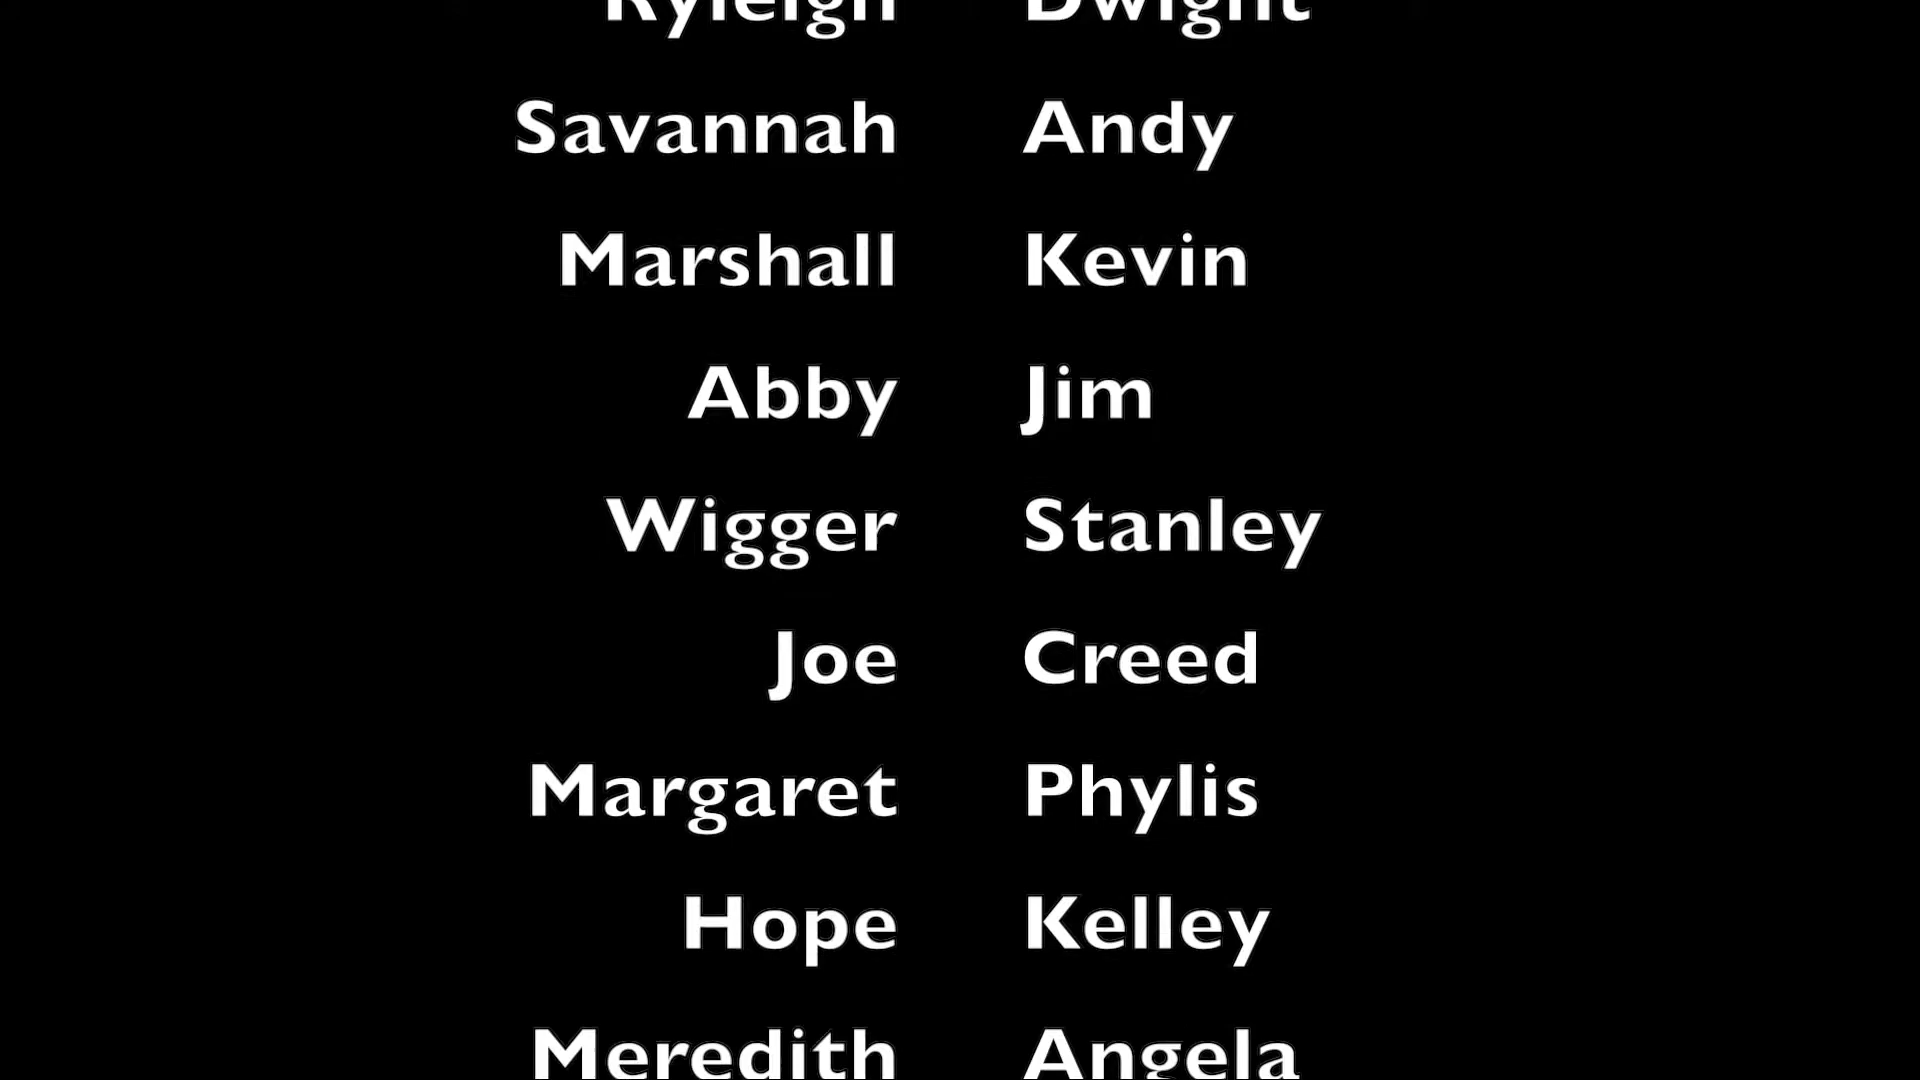 Ryleigh Dwight
Savannah Andy
Marshall Kevin
Abby Jim
Wigger Stanley
Joe Creed
Margaret Phylis
Hope Kelley
Meredith Angela